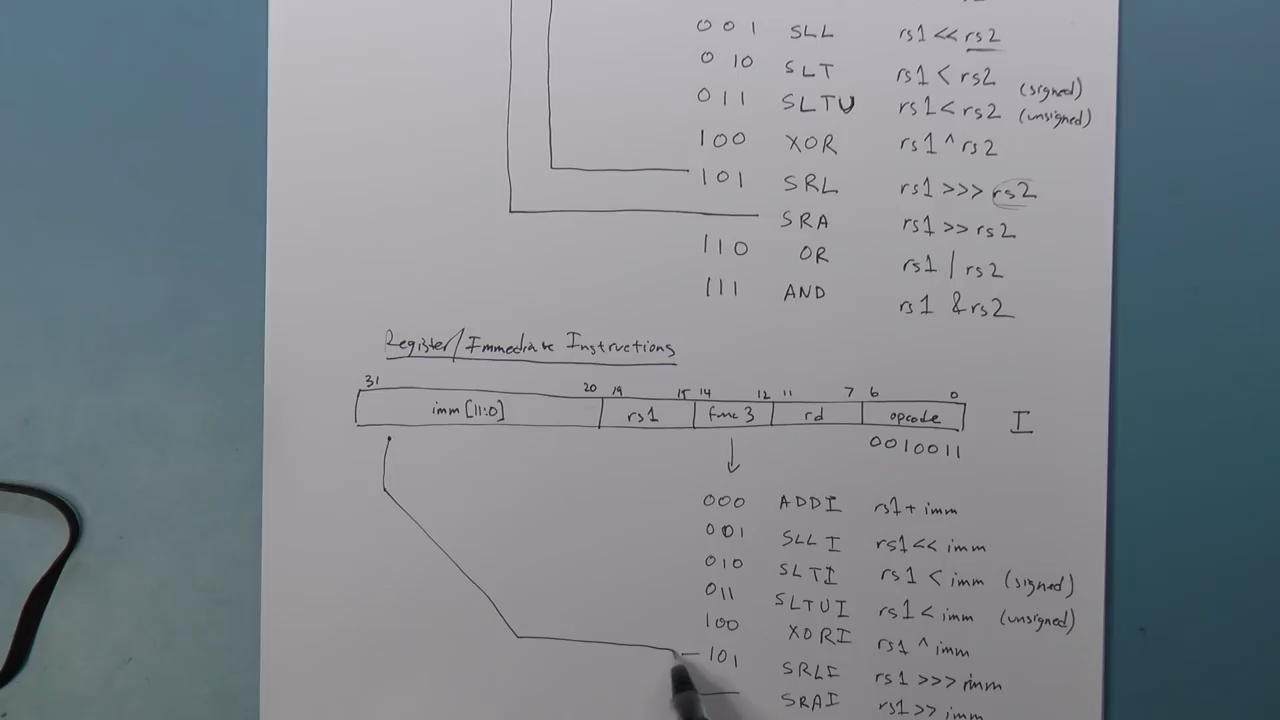 001 SLL rs1 << rs2
010 SLT rs1 < rs2 (signed)
011 SLTU rs1 < rs2 (unsigned)
100 XOR rs1 ^ rs2
101 SRL rs1 >>> rs2
SRA rs1 >> rs2
110 OR rs1 | rs2
111 AND rs1 & rs2
Register/Immediate Instructions
31 20 19 15 14 12 11 7 6 0
imm [11:0] rs1 func 3 rd opcode I
0010011
000 ADDI rs1 + imm
001 SLLI rs1 << imm
010 SLTI rs1 < imm (signed)
011 SLTUI rs1 < imm (unsigned)
100 XORI rs1 ^ imm
101 SRLI rs1 >>> imm
SRAI rs1 >> imm